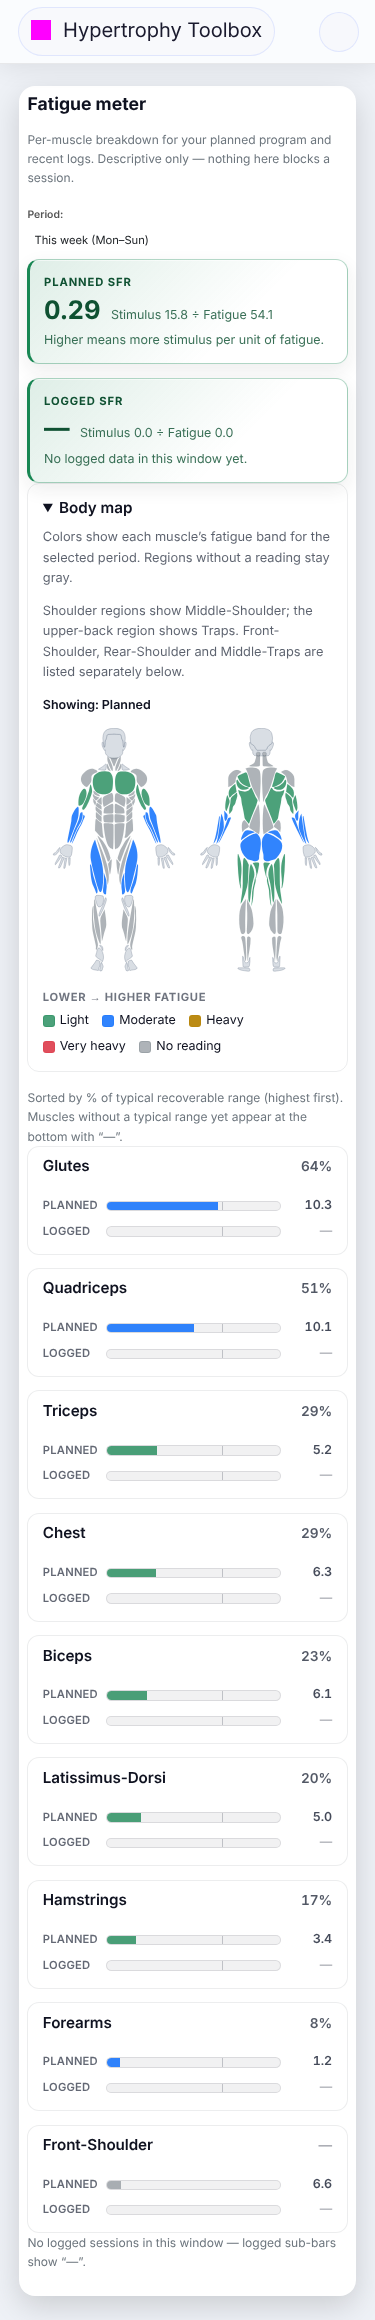 Hypertrophy Toolbox
Fatigue meter
Per-muscle breakdown for your planned program and
recent logs. Descriptive only — nothing here blocks a
session.
Period:
This week (Mon–Sun)
PLANNED SFR
0.29 Stimulus 15.8 ÷ Fatigue 54.1
Higher means more stimulus per unit of fatigue.
LOGGED SFR
— Stimulus 0.0 ÷ Fatigue 0.0
No logged data in this window yet.
▼ Body map
Colors show each muscle’s fatigue band for the
selected period. Regions without a reading stay
gray.
Shoulder regions show Middle-Shoulder; the
upper-back region shows Traps. Front-
Shoulder, Rear-Shoulder and Middle-Traps are
listed separately below.
Showing: Planned
LOWER → HIGHER FATIGUE
Light Moderate Heavy
Very heavy No reading
Sorted by % of typical recoverable range (highest first).
Muscles without a typical range yet appear at the
bottom with “—”.
Glutes 64%
PLANNED 10.3
LOGGED —
Quadriceps 51%
PLANNED 10.1
LOGGED —
Triceps 29%
PLANNED 5.2
LOGGED —
Chest 29%
PLANNED 6.3
LOGGED —
Biceps 23%
PLANNED 6.1
LOGGED —
Latissimus-Dorsi 20%
PLANNED 5.0
LOGGED —
Hamstrings 17%
PLANNED 3.4
LOGGED —
Forearms 8%
PLANNED 1.2
LOGGED —
Front-Shoulder —
PLANNED 6.6
LOGGED —
No logged sessions in this window — logged sub-bars
show “—”.